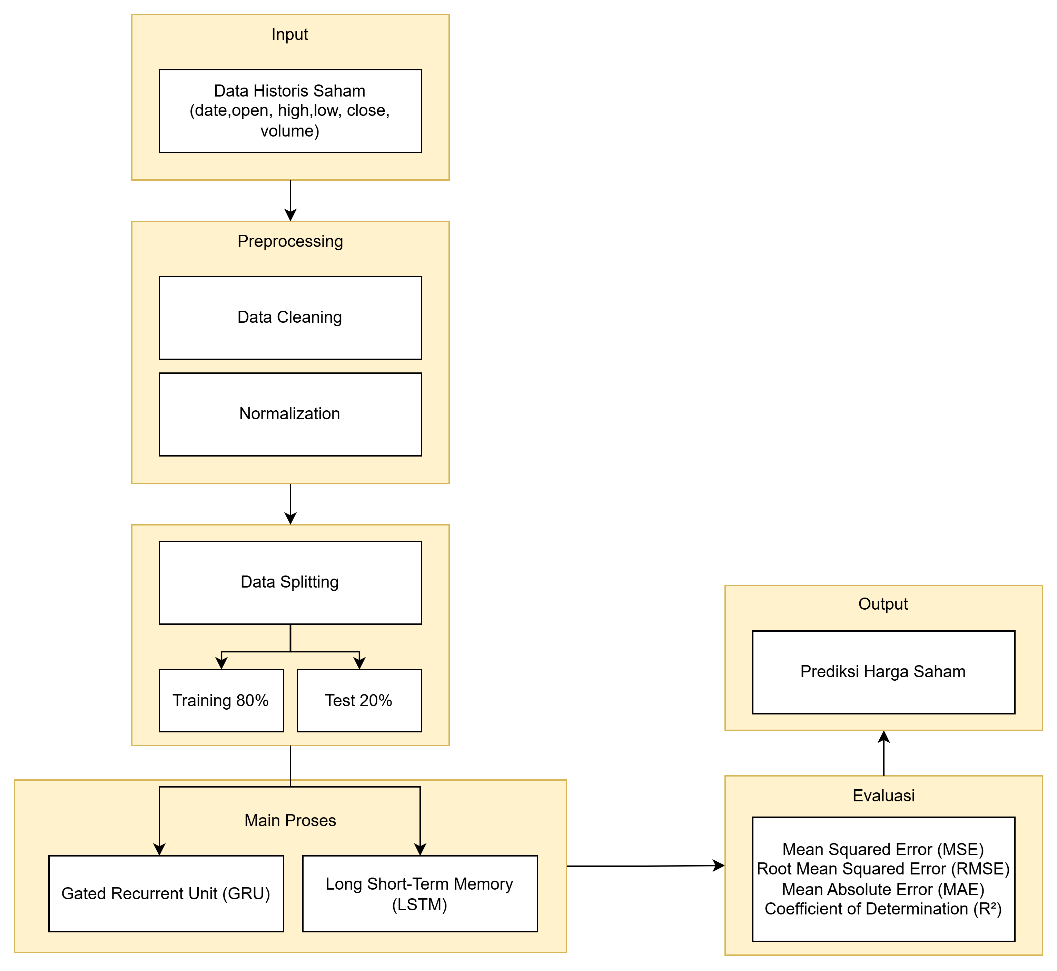 Input
Data Historis Saham
(date,open, high,low, close,
volume)
Preprocessing
Data Cleaning
Normalization
Data Splitting
Training 80%
Test 20%
Main Proses
Gated Recurrent Unit (GRU)
Long Short-Term Memory
(LSTM)
Output
Prediksi Harga Saham
Evaluasi
Mean Squared Error (MSE)
Root Mean Squared Error (RMSE)
Mean Absolute Error (MAE)
Coefficient of Determination (R²)